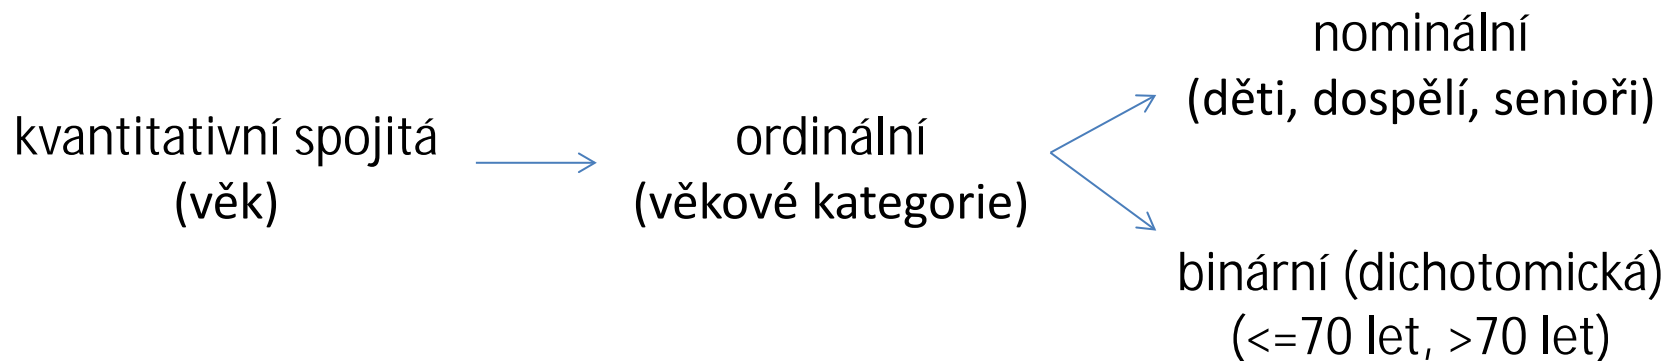 kvantitativní spojitá
(věk)
ordinální
(věkové kategorie)
nominální
(děti, dospělí, senioři)
binární (dichotomická)
(<=70 let, >70 let)